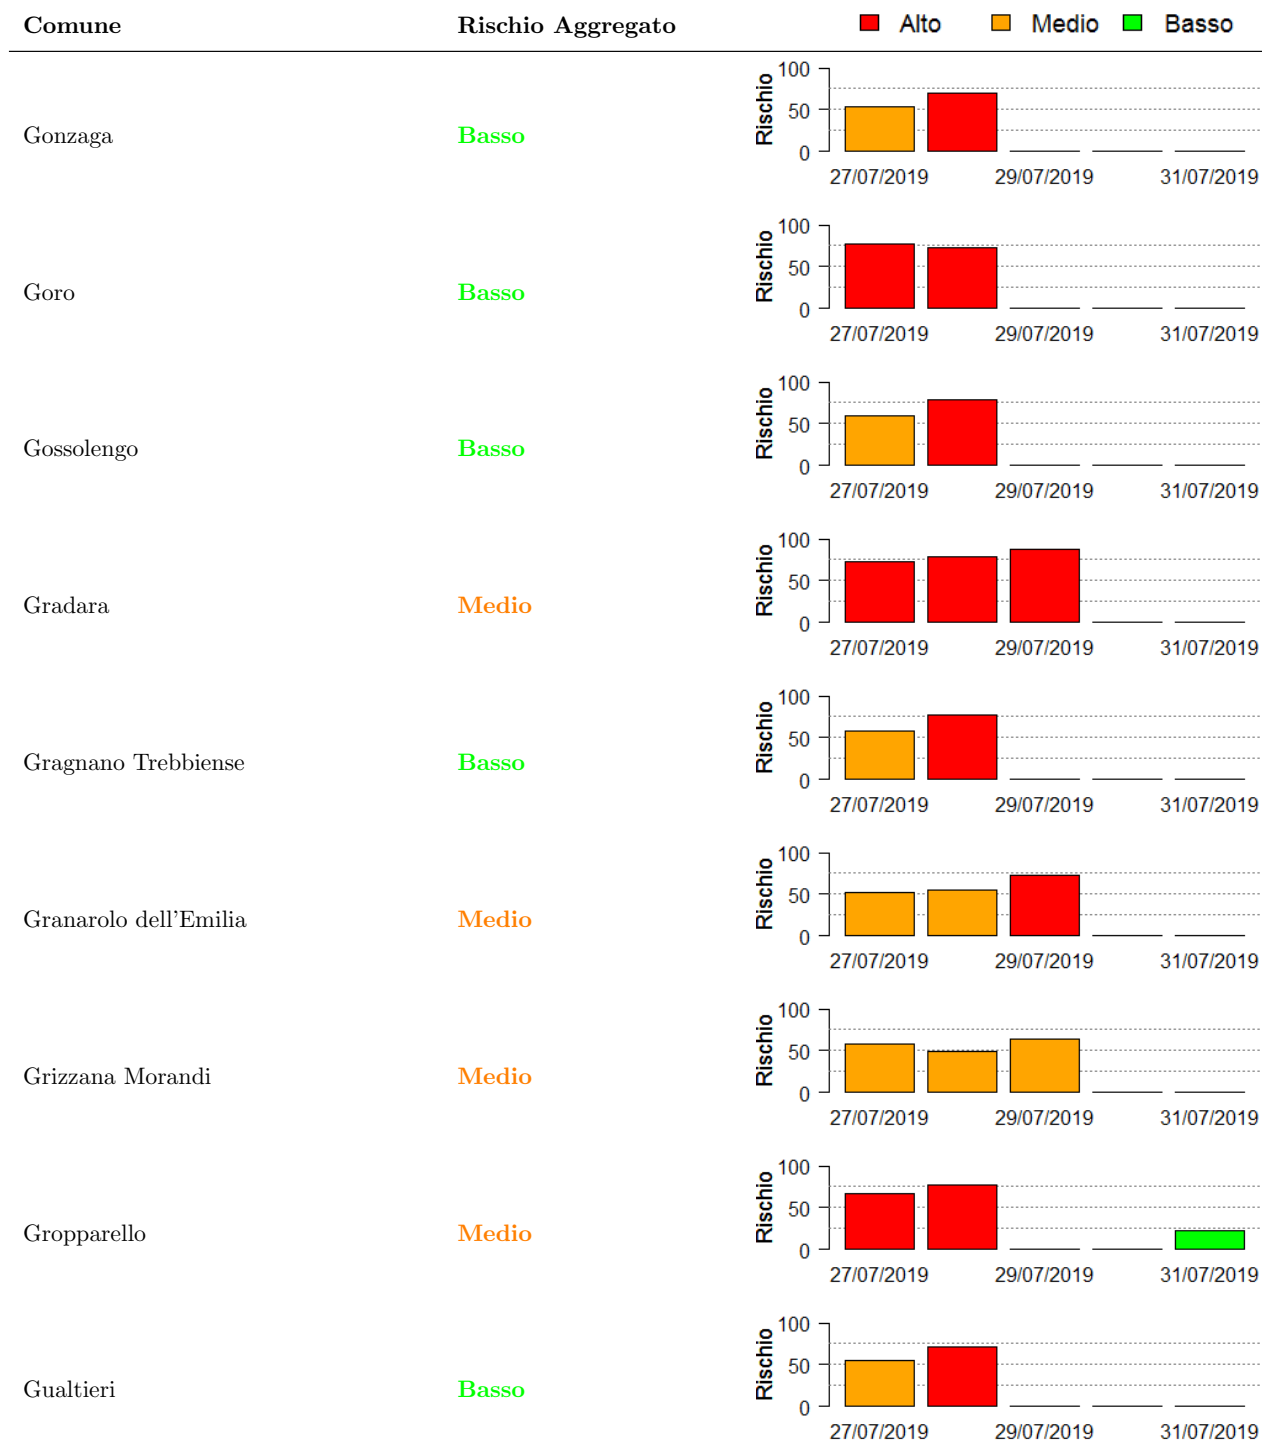 Comune Rischio Aggregato Alto Medio Basso
Gonzaga Basso
Rischio
100
50
0
27/07/2019 29/07/2019 31/07/2019
Goro Basso
Rischio
100
50
0
27/07/2019 29/07/2019 31/07/2019
Gossolengo Basso
Rischio
100
50
0
27/07/2019 29/07/2019 31/07/2019
Gradara Medio
Rischio
100
50
0
27/07/2019 29/07/2019 31/07/2019
Gragnano Trebbiense Basso
Rischio
100
50
0
27/07/2019 29/07/2019 31/07/2019
Granarolo dell'Emilia Medio
Rischio
100
50
0
27/07/2019 29/07/2019 31/07/2019
Grizzana Morandi Medio
Rischio
100
50
0
27/07/2019 29/07/2019 31/07/2019
Gropparello Medio
Rischio
100
50
0
27/07/2019 29/07/2019 31/07/2019
Gualtieri Basso
Rischio
100
50
0
27/07/2019 29/07/2019 31/07/2019